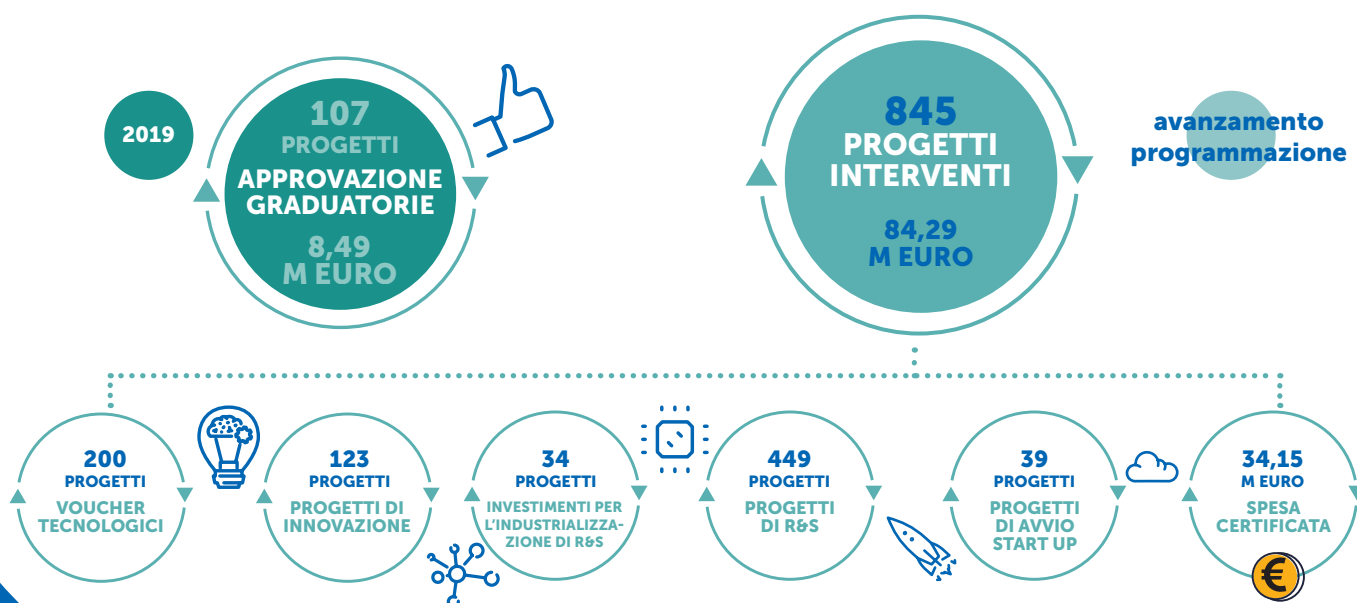 2019
107
PROGETTI
APPROVAZIONE
GRADUATORIE
8,49
M EURO
845
PROGETTI
INTERVENTI
84,29
M EURO
avanzamento
programmazione
200
PROGETTI
VOUCHER
TECNOLOGICI
123
PROGETTI
PROGETTI DI
INNOVAZIONE
34
PROGETTI
INVESTIMENTI PER
L'INDUSTRIALIZZA-
ZIONE DI R&S
449
PROGETTI
PROGETTI
DI R&S
39
PROGETTI
PROGETTI
DI AVVIO
START UP
34,15
M EURO
SPESA
CERTIFICATA
€